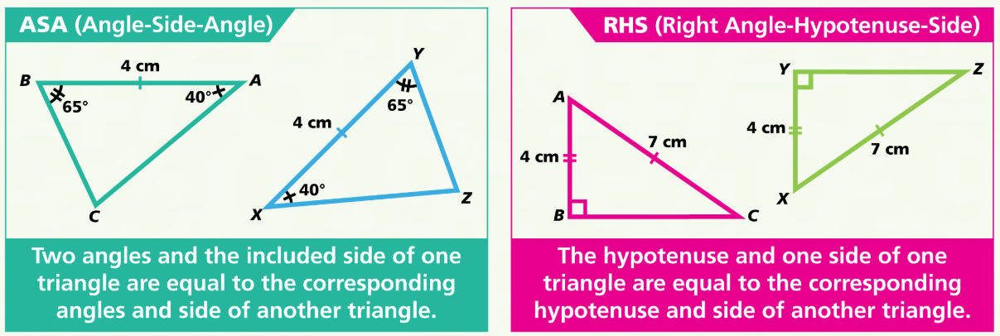 ASA (Angle-Side-Angle)
4 cm
B
A
65°
40°
C
Y
65°
4 cm
40°
X
Z
Two angles and the included side of one
triangle are equal to the corresponding
angles and side of another triangle.
RHS (Right Angle-Hypotenuse-Side)
A
4 cm
7 cm
B
C
Y
Z
4 cm
7 cm
X
The hypotenuse and one side of one
triangle are equal to the corresponding
hypotenuse and side of another triangle.